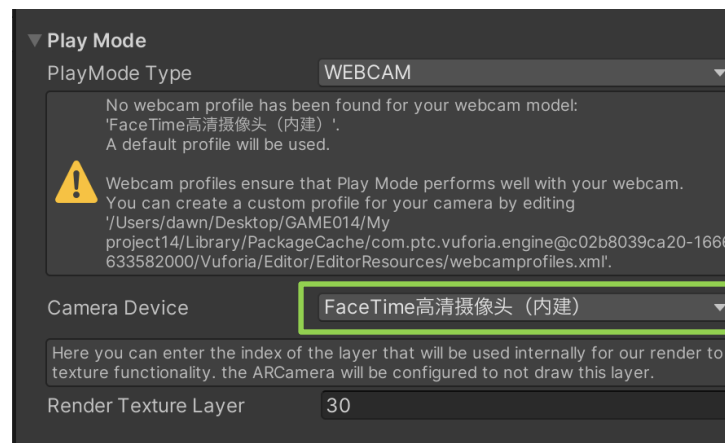 Play Mode
PlayMode Type WEBCAM
No webcam profile has been found for your webcam model:
'FaceTime高清摄像头（内建）'.
A default profile will be used.
Webcam profiles ensure that Play Mode performs well with your webcam.
You can create a custom profile for your camera by editing
'/Users/dawn/Desktop/GAME014/My
project14/Library/PackageCache/com.ptc.vuforia.engine@c02b8039ca20-1666
633582000/Vuforia/Editor/EditorResources/webcamprofiles.xml'.
Camera Device FaceTime高清摄像头（内建）
Here you can enter the index of the layer that will be used internally for our render to
texture functionality. the ARCamera will be configured to not draw this layer.
Render Texture Layer 30